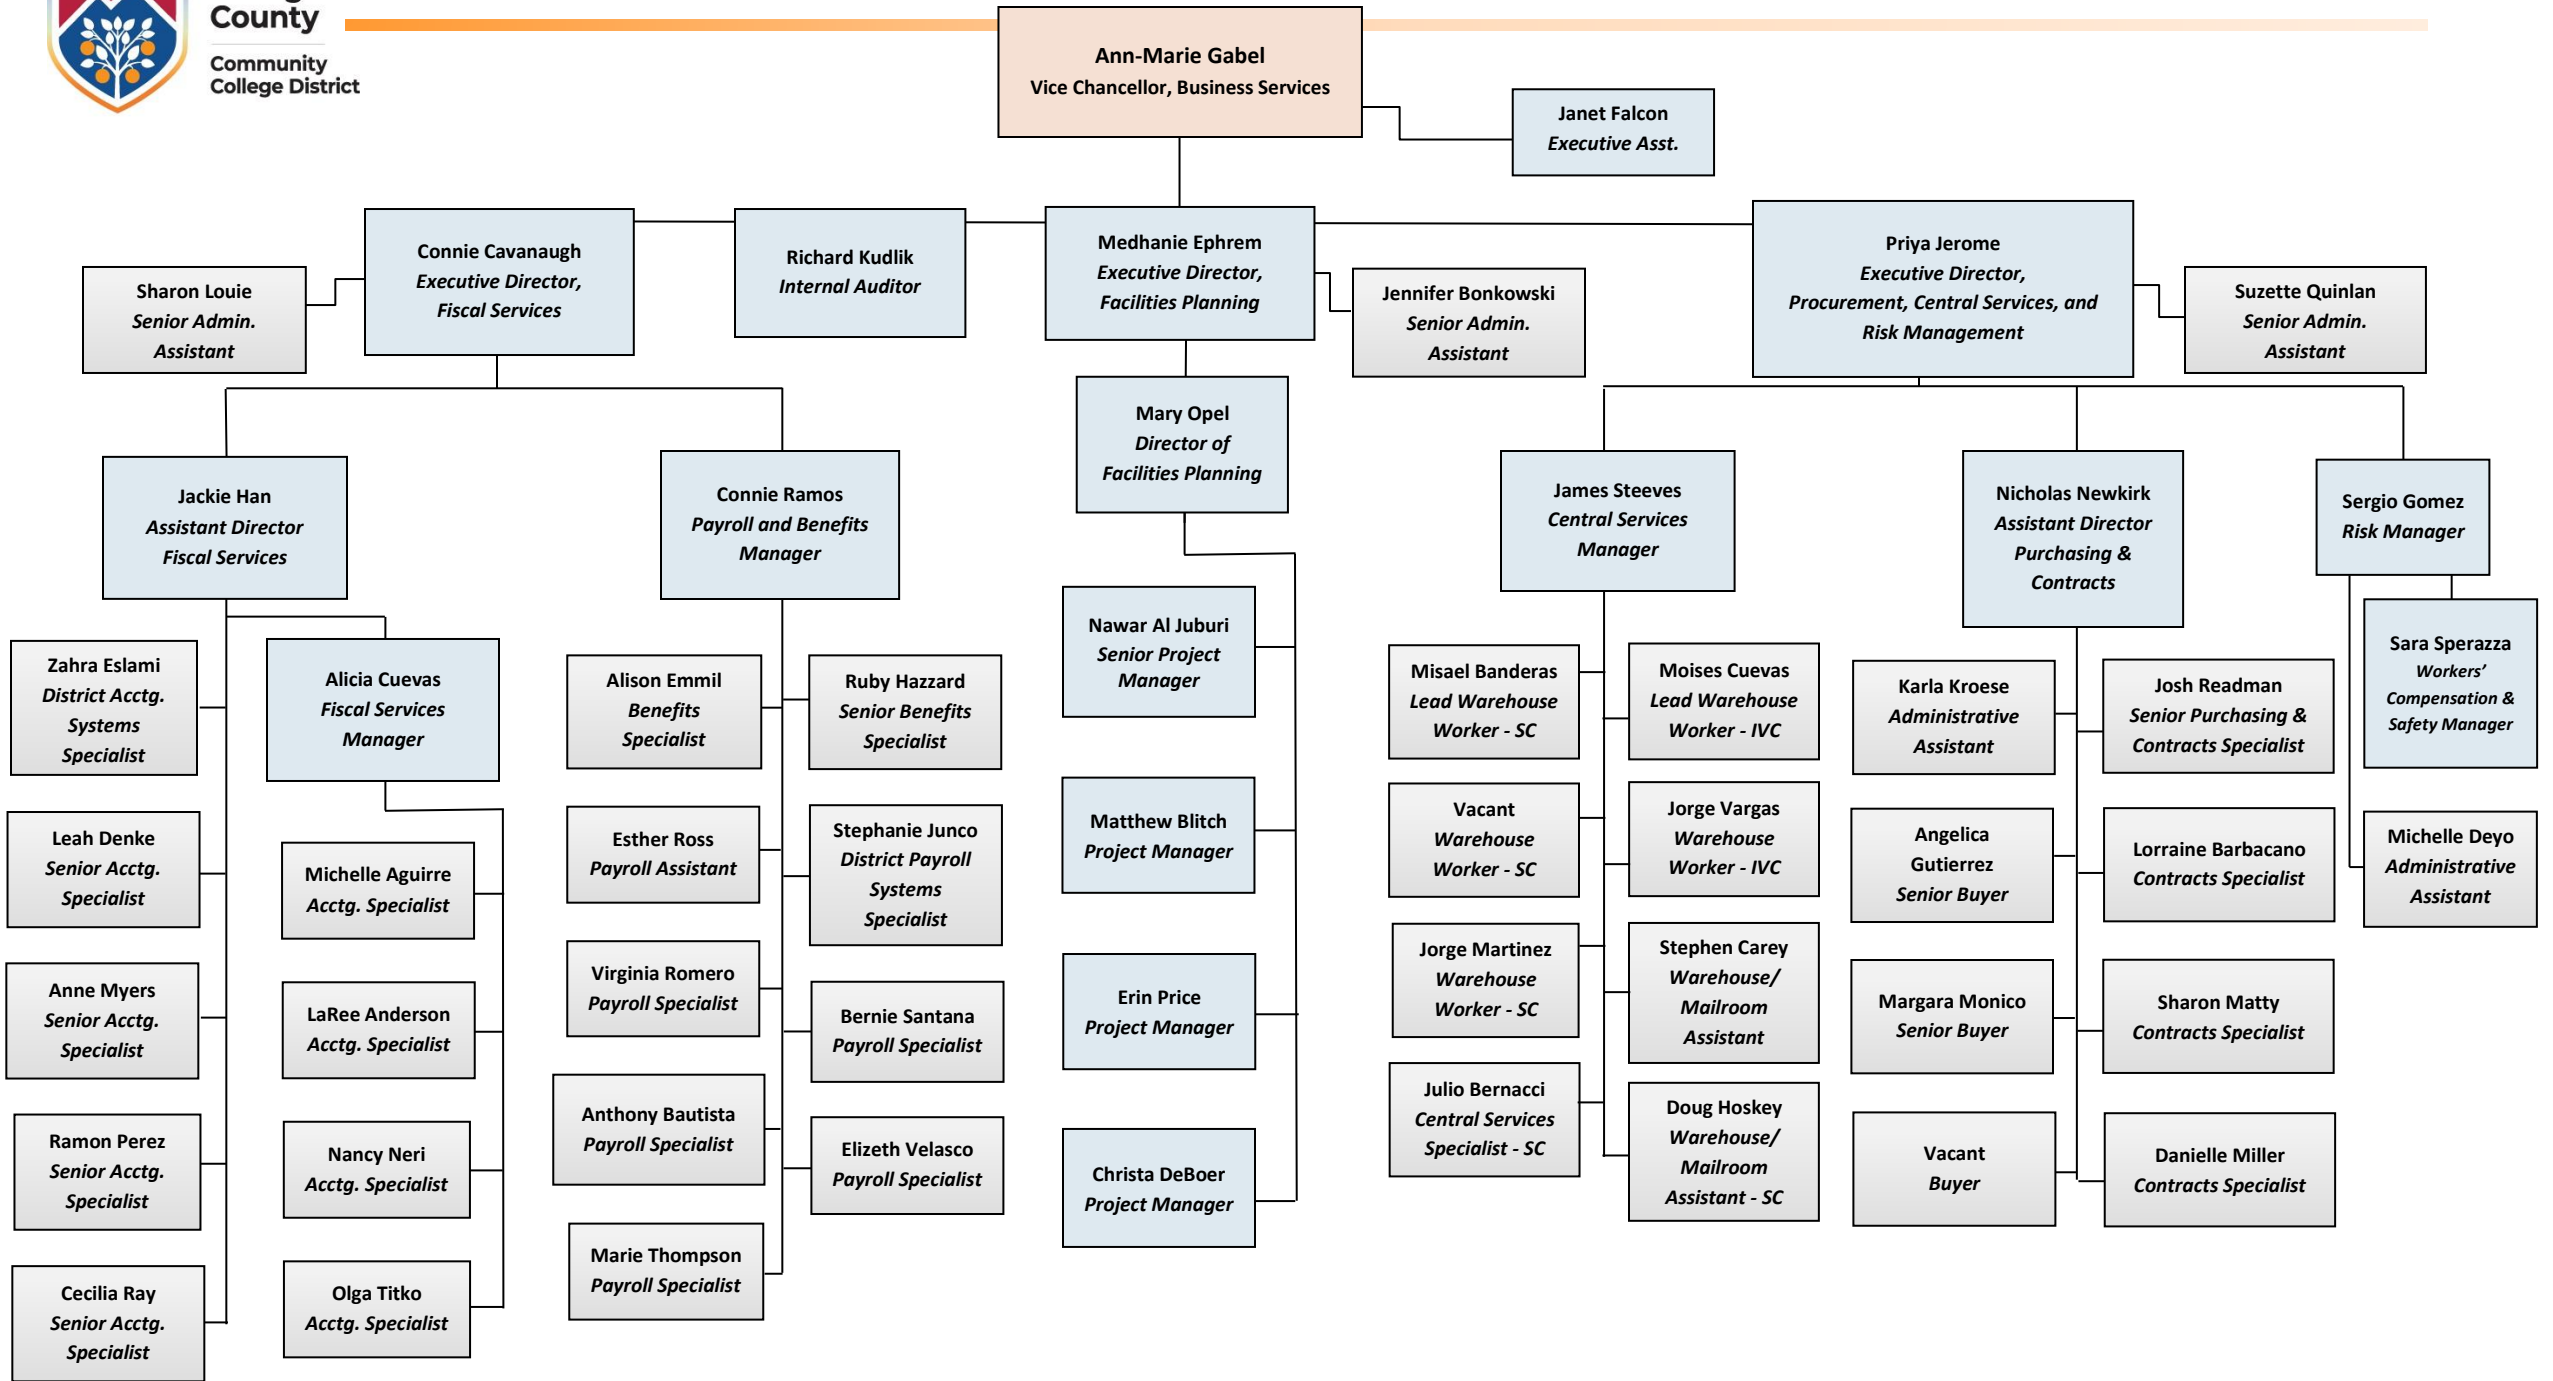 County
Community
College District
Ann-Marie Gabel
Vice Chancellor, Business Services
Janet Falcon
Executive Asst.
Sharon Louie
Senior Admin.
Assistant
Connie Cavanaugh
Executive Director,
Fiscal Services
Richard Kudlik
Internal Auditor
Medhanie Ephrem
Executive Director,
Facilities Planning
Jennifer Bonkowski
Senior Admin.
Assistant
Priya Jerome
Executive Director,
Procurement, Central Services, and
Risk Management
Suzette Quinlan
Senior Admin.
Assistant
Jackie Han
Assistant Director
Fiscal Services
Connie Ramos
Payroll and Benefits
Manager
Mary Opel
Director of
Facilities Planning
James Steeves
Central Services
Manager
Nicholas Newkirk
Assistant Director
Purchasing &
Contracts
Sergio Gomez
Risk Manager
Zahra Eslami
District Acctg.
Systems
Specialist
Leah Denke
Senior Acctg.
Specialist
Anne Myers
Senior Acctg.
Specialist
Ramon Perez
Senior Acctg.
Specialist
Cecilia Ray
Senior Acctg.
Specialist
Alicia Cuevas
Fiscal Services
Manager
Michelle Aguirre
Acctg. Specialist
LaRee Anderson
Acctg. Specialist
Nancy Neri
Acctg. Specialist
Olga Titko
Acctg. Specialist
Alison Emmil
Benefits
Specialist
Esther Ross
Payroll Assistant
Virginia Romero
Payroll Specialist
Anthony Bautista
Payroll Specialist
Marie Thompson
Payroll Specialist
Ruby Hazzard
Senior Benefits
Specialist
Stephanie Junco
District Payroll
Systems
Specialist
Bernie Santana
Payroll Specialist
Elizeth Velasco
Payroll Specialist
Nawar Al Juburi
Senior Project
Manager
Matthew Blitch
Project Manager
Erin Price
Project Manager
Christa DeBoer
Project Manager
Misael Banderas
Lead Warehouse
Worker - SC
Vacant
Warehouse
Worker - SC
Jorge Martinez
Warehouse
Worker - SC
Julio Bernacci
Central Services
Specialist - SC
Moises Cuevas
Lead Warehouse
Worker - IVC
Jorge Vargas
Warehouse
Worker - IVC
Stephen Carey
Warehouse/
Mailroom
Assistant
Doug Hoskey
Warehouse/
Mailroom
Assistant - SC
Karla Kroese
Administrative
Assistant
Angelica
Gutierrez
Senior Buyer
Margara Monico
Senior Buyer
Vacant
Buyer
Josh Readman
Senior Purchasing &
Contracts Specialist
Lorraine Barbacano
Contracts Specialist
Sharon Matty
Contracts Specialist
Danielle Miller
Contracts Specialist
Sara Sperazza
Workers’
Compensation &
Safety Manager
Michelle Deyo
Administrative
Assistant